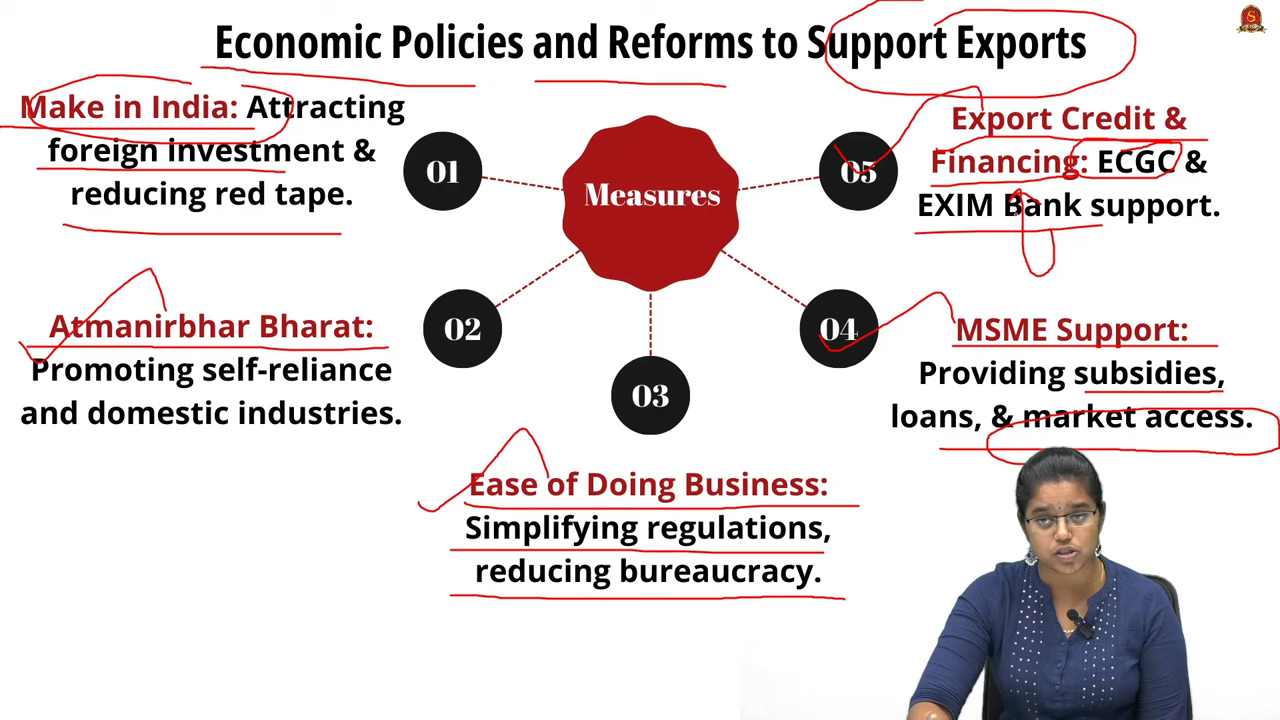 Economic Policies and Reforms to Support Exports
Make in India: Attracting
foreign investment &
reducing red tape.
01
Atmanirbhar Bharat:
Promoting self-reliance
and domestic industries.
02
Measures
03
Ease of Doing Business:
Simplifying regulations,
reducing bureaucracy.
04
MSME Support:
Providing subsidies,
loans, & market access.
05
Export Credit &
Financing: ECGC &
EXIM Bank support.